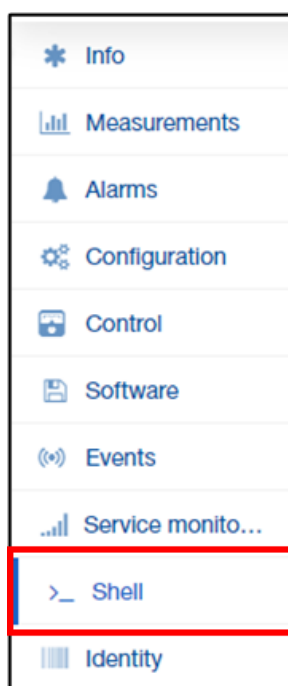 Info
Measurements
Alarms
Configuration
Control
Software
Events
Service monito...
>_ Shell
Identity